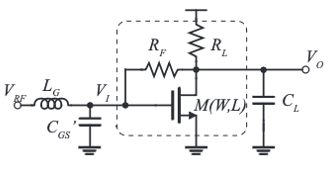 R_F
R_L
V_O
L_G
V_RF
V_I
M(W,L)
C_L
C_GS'